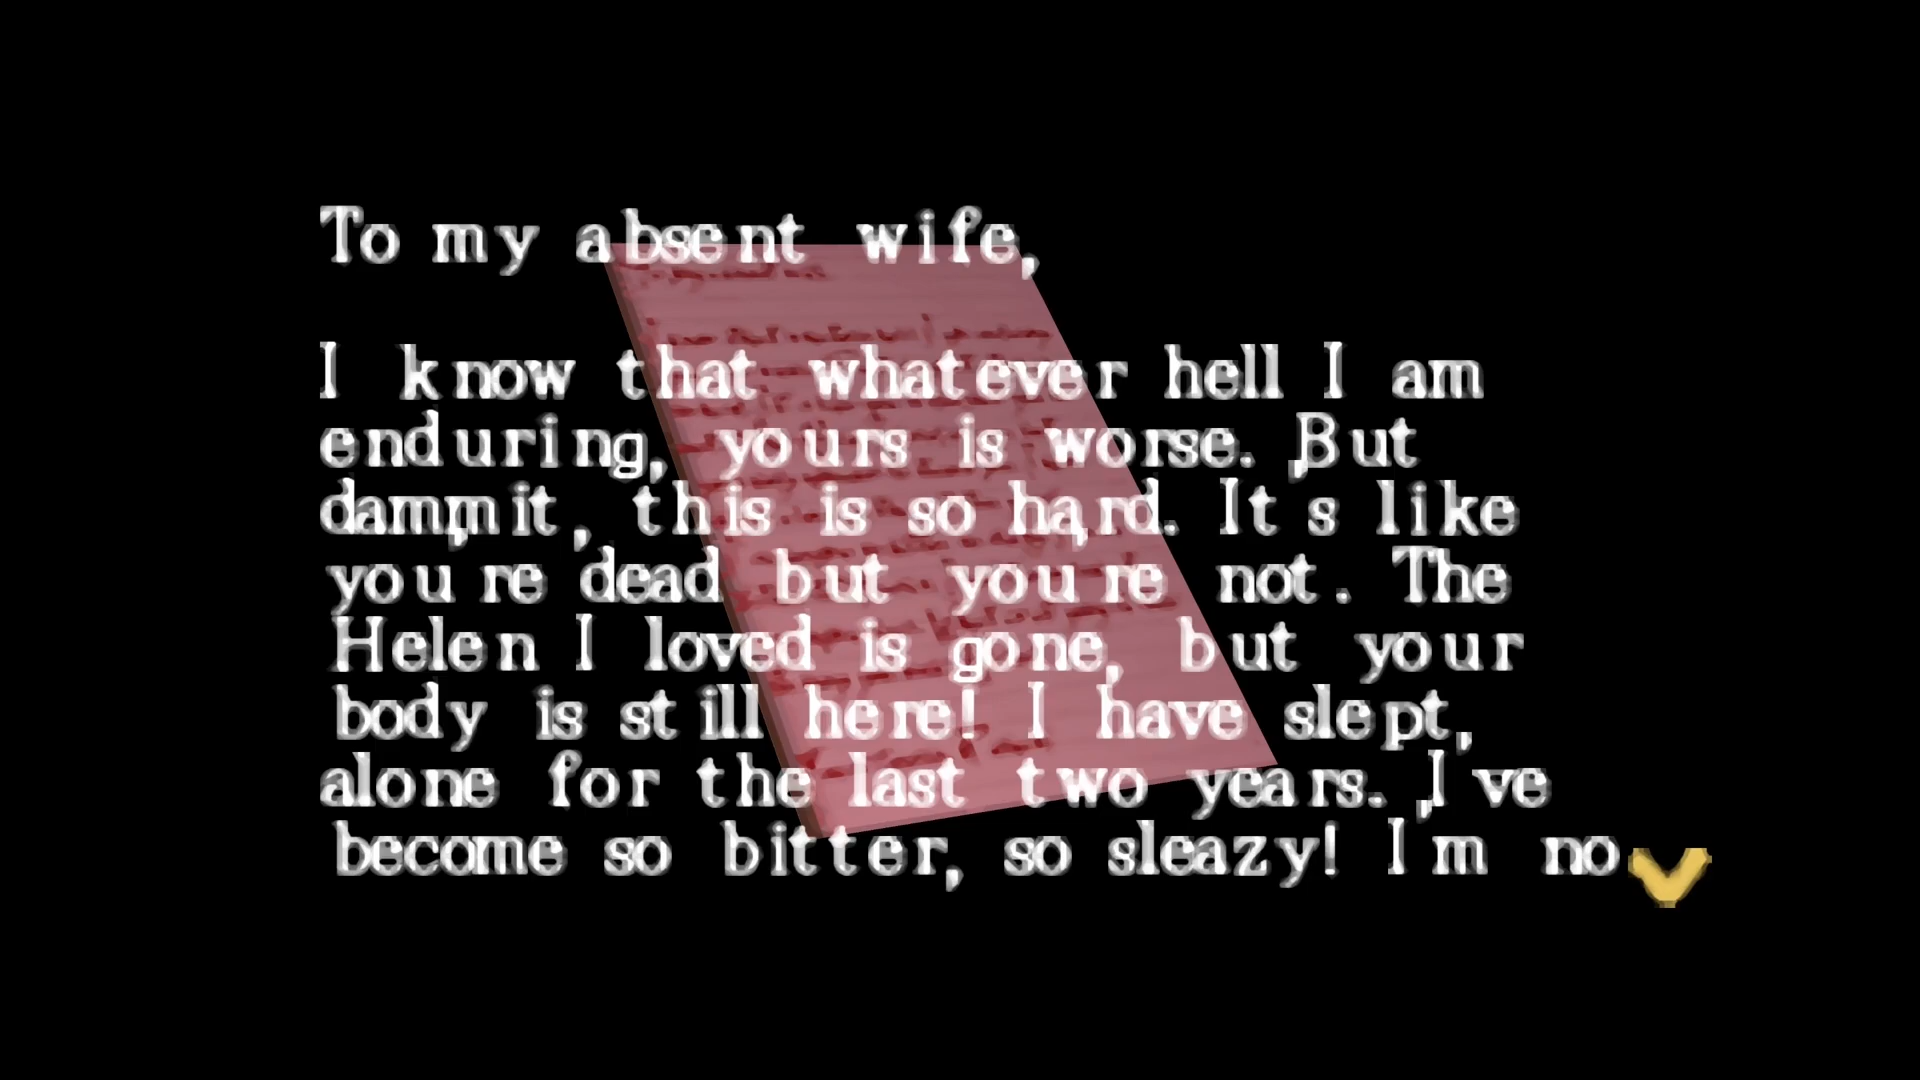 To my absent wife,
I know that whatever hell I am
enduring, yours is worse. But
dammit, this is so hard. It's like
you're dead but you're not. The
Helen I loved is gone, but your
body is still here! I have slept
alone for the last two years. I've
become so bitter, so sleazy! I'm no